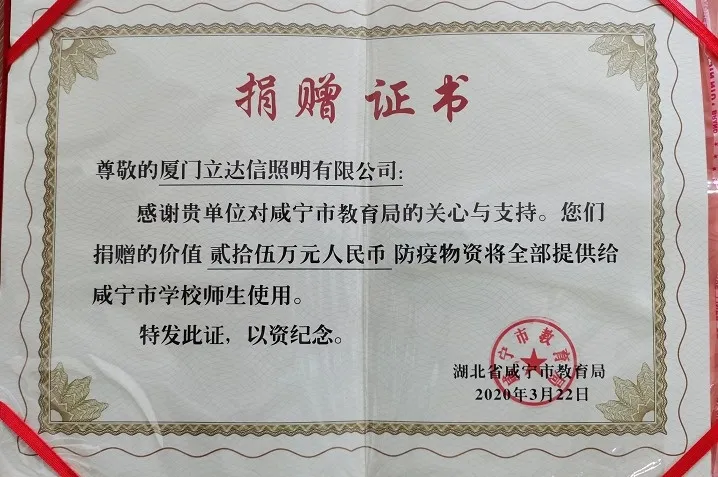 捐赠证书
尊敬的厦门立达信照明有限公司:
感谢贵单位对咸宁市教育局的关心与支持。您们
捐赠的价值 贰拾伍万元人民币 防疫物资将全部提供给
咸宁市学校师生使用。
特发此证，以资纪念。
湖北省咸宁市教育局
2020年3月22日